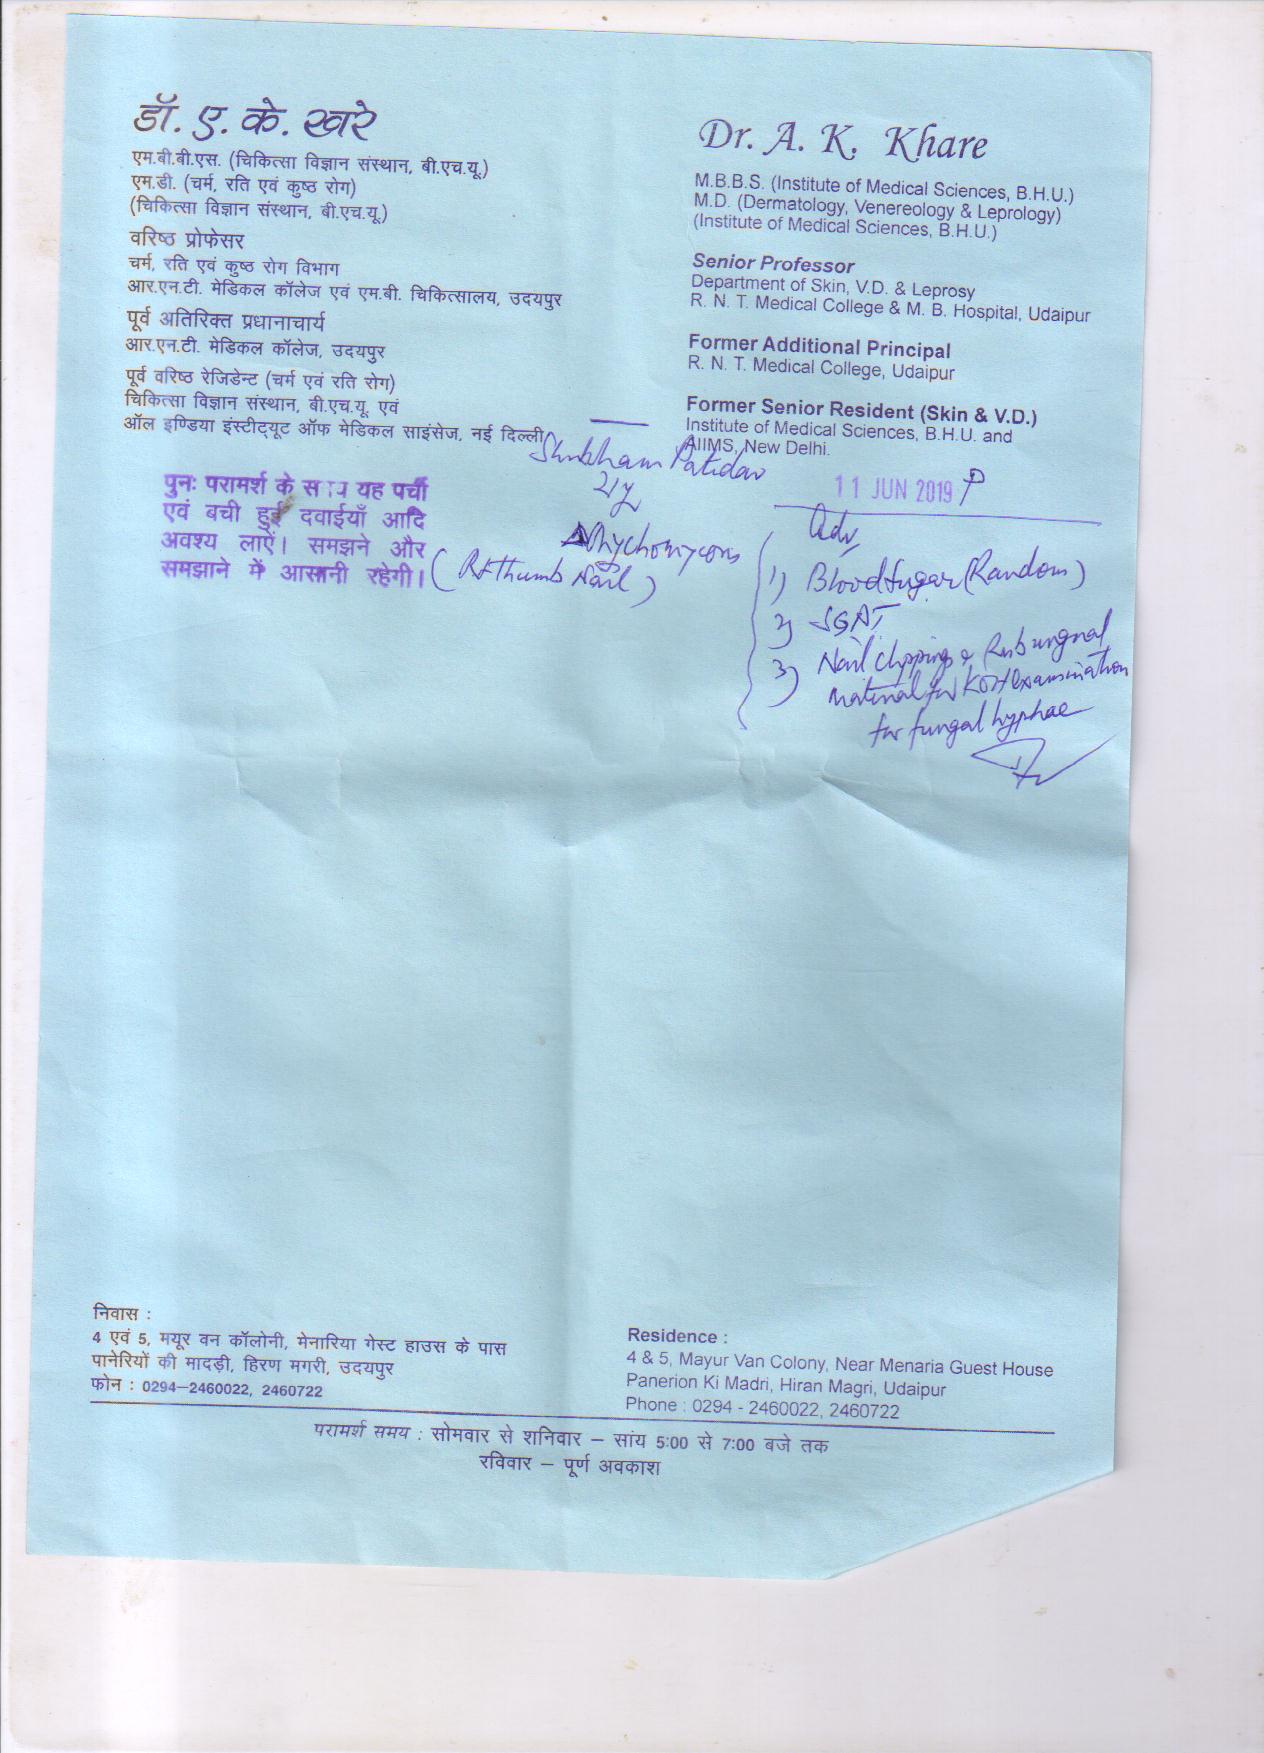 डॉ. ए. के. खरे
एम.बी.बी.एस. (चिकित्सा विज्ञान संस्थान, बी.एच.यू.)
एम.डी. (चर्म, रति एवं कुष्ठ रोग)
(चिकित्सा विज्ञान संस्थान, बी.एच.यू.)
वरिष्ठ प्रोफेसर
चर्म, रति एवं कुष्ठ रोग विभाग
आर.एन.टी. मेडिकल कॉलेज एवं एम.बी. चिकित्सालय, उदयपुर
पूर्व अतिरिक्त प्रधानाचार्य
आर.एन.टी. मेडिकल कॉलेज, उदयपुर
पूर्व वरिष्ठ रेजिडेन्ट (चर्म एवं रति रोग)
चिकित्सा विज्ञान संस्थान, बी.एच.यू. एवं
ऑल इण्डिया इंस्टीट्यूट ऑफ मेडिकल साइंसेज, नई दिल्ली
Dr. A. K. Khare
M.B.B.S. (Institute of Medical Sciences, B.H.U.)
M.D. (Dermatology, Venereology & Leprology)
(Institute of Medical Sciences, B.H.U.)
Senior Professor
Department of Skin, V.D. & Leprosy
R. N. T. Medical College & M. B. Hospital, Udaipur
Former Additional Principal
R. N. T. Medical College, Udaipur
Former Senior Resident (Skin & V.D.)
Institute of Medical Sciences, B.H.U. and
AIIMS, New Delhi.
Shubham Patidar
11 JUN 2019
पुनः परामर्श के समय यह पर्ची
एवं बची हुई दवाईयाँ आदि
अवश्य लाऐं। समझने और
समझाने में आसानी रहेगी।
(Rt thumb Nail)
Adv
1) Blood Sugar (Random)
2) SGPT
3) Nail clippings & Subungual
material for KOH examination
for fungal hyphae
निवास :
4 एवं 5, मयूर वन कॉलोनी, मेनारिया गेस्ट हाउस के पास
पानेरियों की मादड़ी, हिरण मगरी, उदयपुर
फोन : 0294–2460022, 2460722
Residence :
4 & 5, Mayur Van Colony, Near Menaria Guest House
Panerion Ki Madri, Hiran Magri, Udaipur
Phone : 0294 - 2460022, 2460722
परामर्श समय : सोमवार से शनिवार – सांय 5:00 से 7:00 बजे तक
रविवार – पूर्ण अवकाश